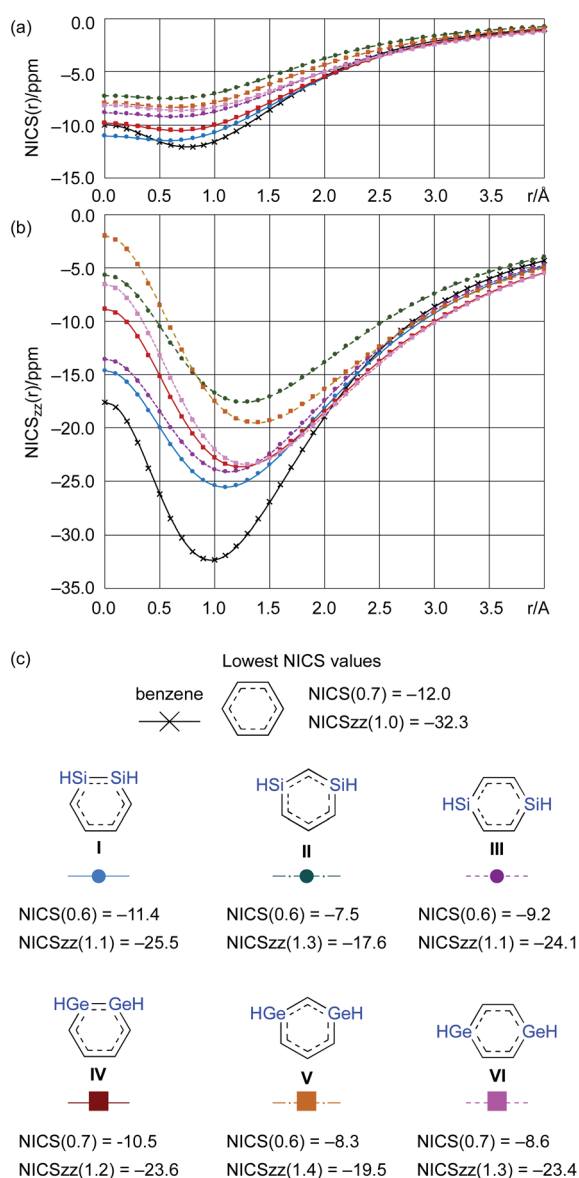 (a)
0.0
−5.0
−10.0
−15.0
NICS(r)/ppm
0.0 0.5 1.0 1.5 2.0 2.5 3.0 3.5 r/Å
(b)
0.0
−5.0
−10.0
−15.0
−20.0
−25.0
−30.0
−35.0
NICSzz(r)/ppm
0.0 0.5 1.0 1.5 2.0 2.5 3.0 3.5 r/A
(c)
Lowest NICS values
benzene
NICS(0.7) = −12.0
NICSzz(1.0) = −32.3
HSi SiH
I
NICS(0.6) = −11.4
NICSzz(1.1) = −25.5
HSi SiH
II
NICS(0.6) = −7.5
NICSzz(1.3) = −17.6
HSi SiH
III
NICS(0.6) = −9.2
NICSzz(1.1) = −24.1
HGe GeH
IV
NICS(0.7) = -10.5
NICSzz(1.2) = −23.6
HGe GeH
V
NICS(0.6) = −8.3
NICSzz(1.4) = −19.5
HGe GeH
VI
NICS(0.7) = −8.6
NICSzz(1.3) = −23.4